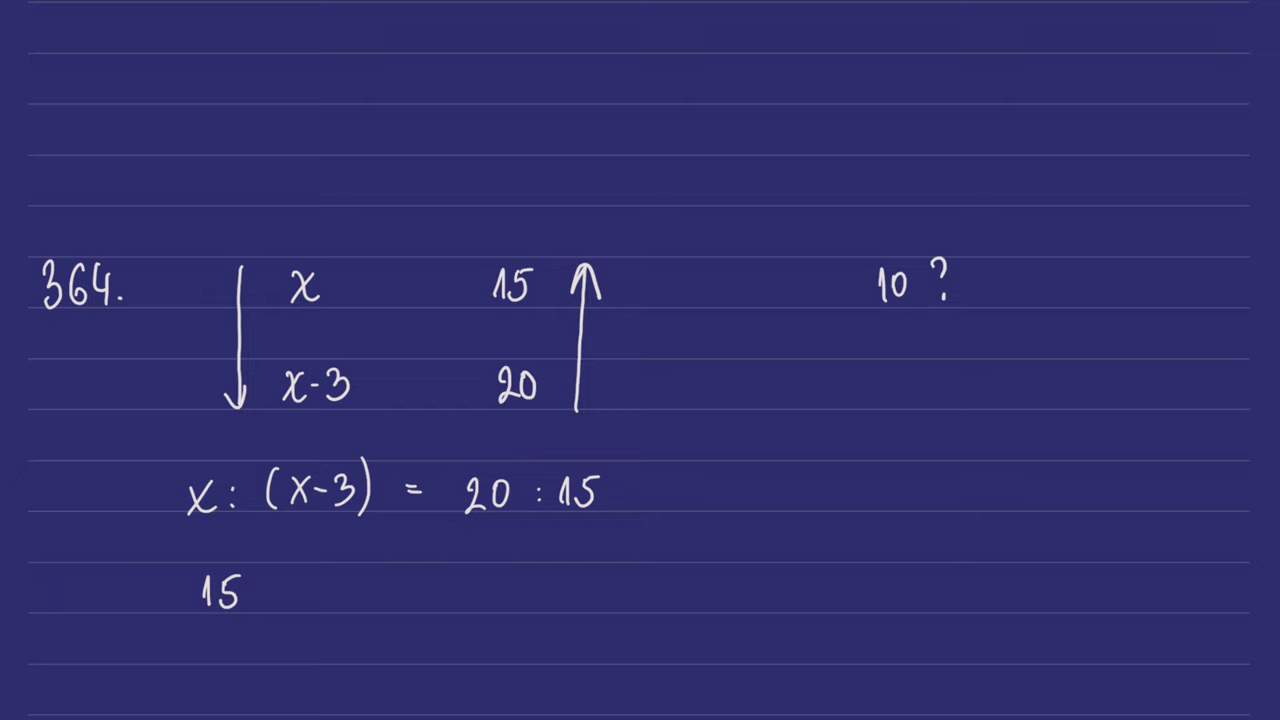 364. x 15 10 ?
x-3 20
x : (x-3) = 20 : 15
15